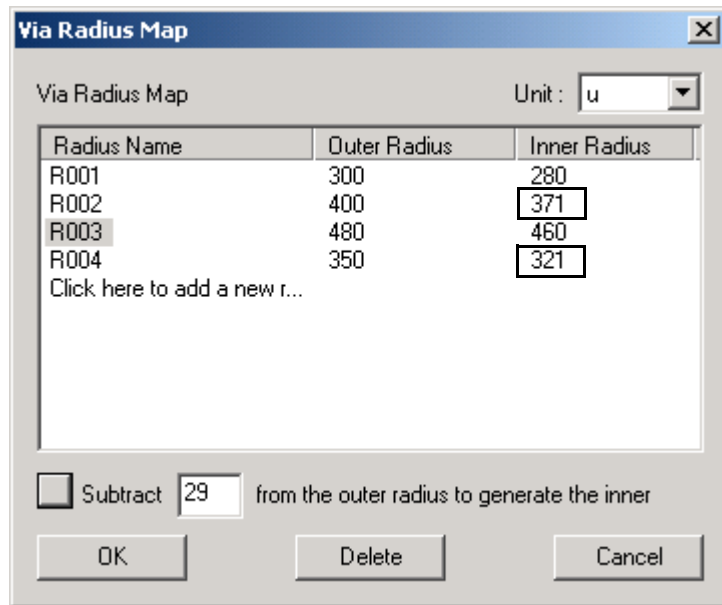 Via Radius Map
Via Radius Map Unit : u
Radius Name Outer Radius Inner Radius
R001 300 280
R002 400 371
R003 480 460
R004 350 321
Click here to add a new r...
Subtract 29 from the outer radius to generate the inner
OK Delete Cancel